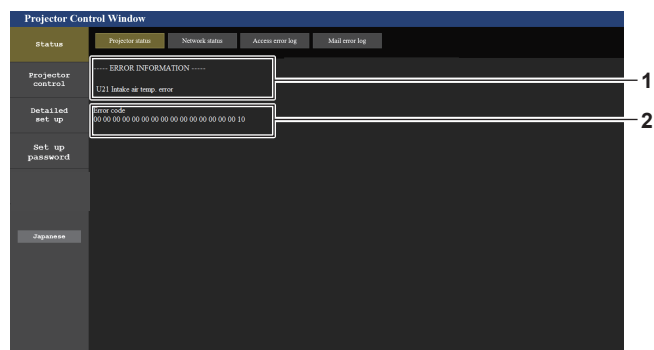 Projector Control Window
Status
Projector status
Network status
Access error log
Mail error log
----- ERROR INFORMATION -----
U21 Intake air temp. error
1
Projector
control
Error code
00 00 00 00 00 00 00 00 00 00 00 00 00 00 00 10
2
Detailed
set up
Set up
password
Japanese